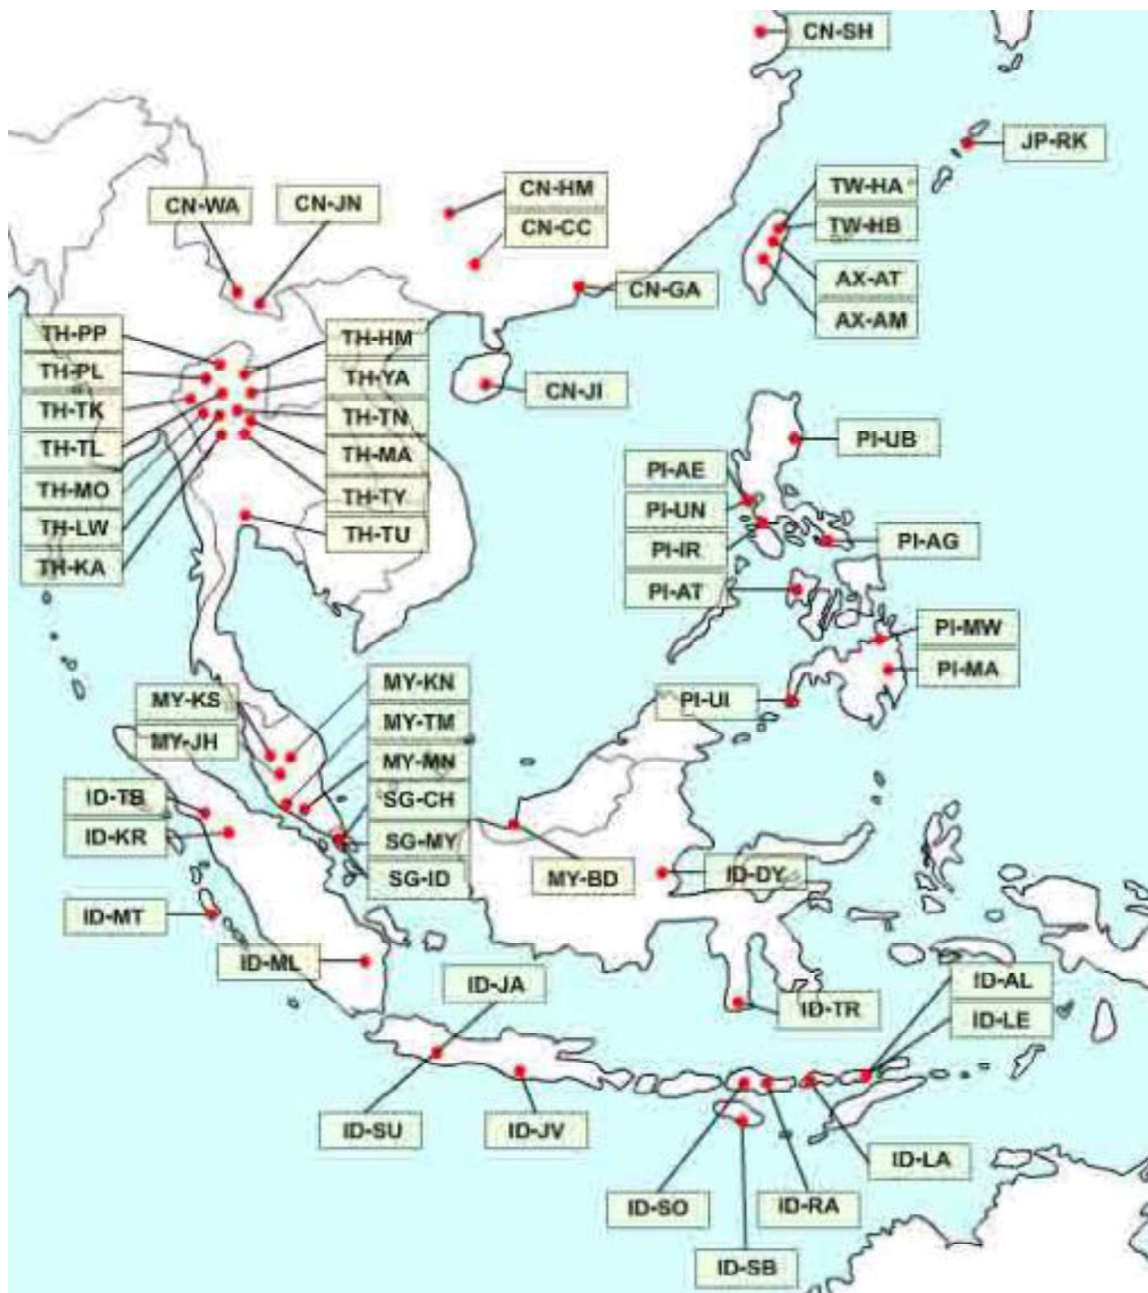 CN-SH
JP-RK
CN-HM
TW-HA
CN-WA
CN-JN
CN-CC
TW-HB
AX-AT
CN-GA
AX-AM
TH-PP
TH-HM
TH-PL
TH-YA
CN-JI
TH-TK
TH-TN
TH-TL
TH-MA
PI-UB
PI-AE
TH-MO
TH-TY
PI-UN
TH-LW
TH-TU
PI-IR
PI-AG
TH-KA
PI-AT
PI-MW
PI-MA
MY-KN
MY-KS
PI-UI
MY-TM
MY-JH
MY-MN
ID-TB
SG-CH
ID-KR
SG-MY
SG-ID
MY-BD
ID-DY
ID-MT
ID-ML
ID-JA
ID-AL
ID-TR
ID-LE
ID-SU
ID-JV
ID-LA
ID-SO
ID-RA
ID-SB